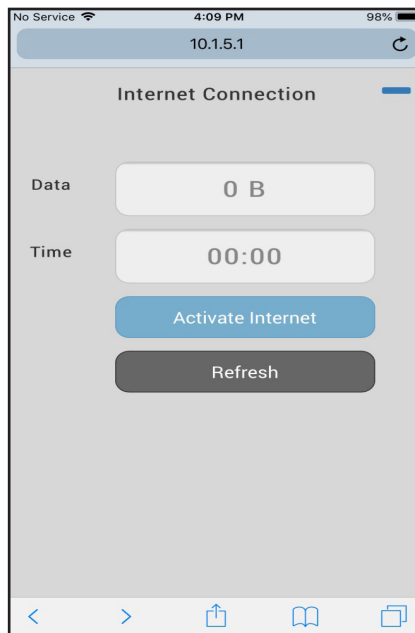 No Service 4:09 PM 98%
10.1.5.1
Internet Connection
Data 0 B
Time 00:00
Activate Internet
Refresh